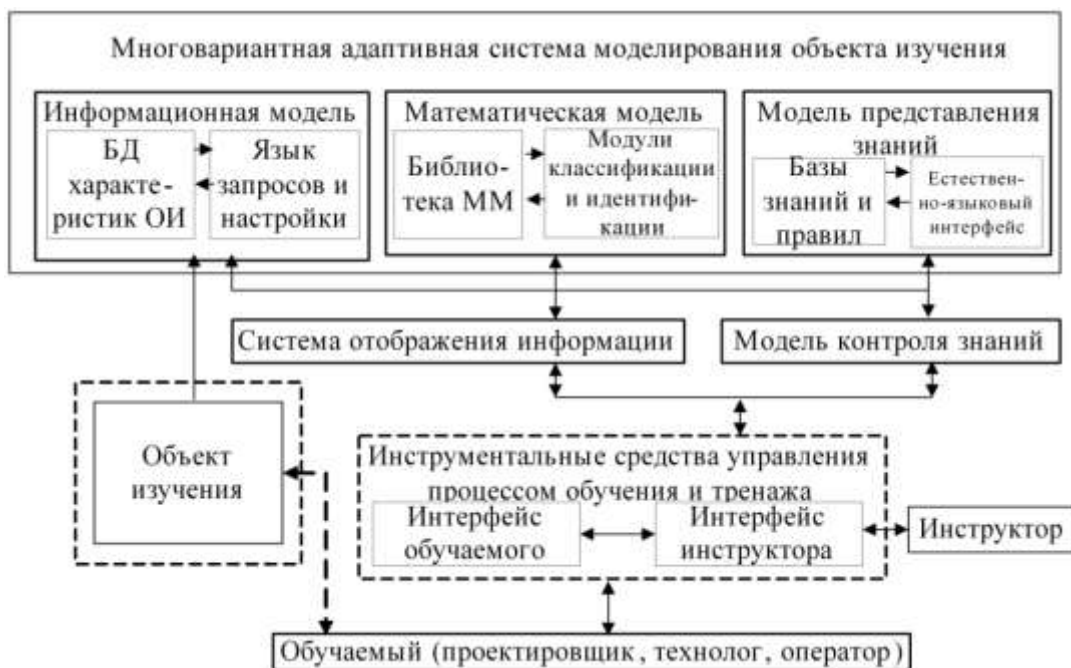 Многовариантная адаптивная система моделирования объекта изучения
Информационная модель
БД
характе-
ристик ОИ
Язык
запросов и
настройки
Математическая модель
Библио-
тека ММ
Модули
классификации
и идентифи-
кации
Модель представления
знаний
Базы
знаний и
правил
Естествен-
но-языковый
интерфейс
Система отображения информации
Модель контроля знаний
Объект
изучения
Инструментальные средства управления
процессом обучения и тренажа
Интерфейс
обучаемого
Интерфейс
инструктора
Инструктор
Обучаемый (проектировщик, технолог, оператор)